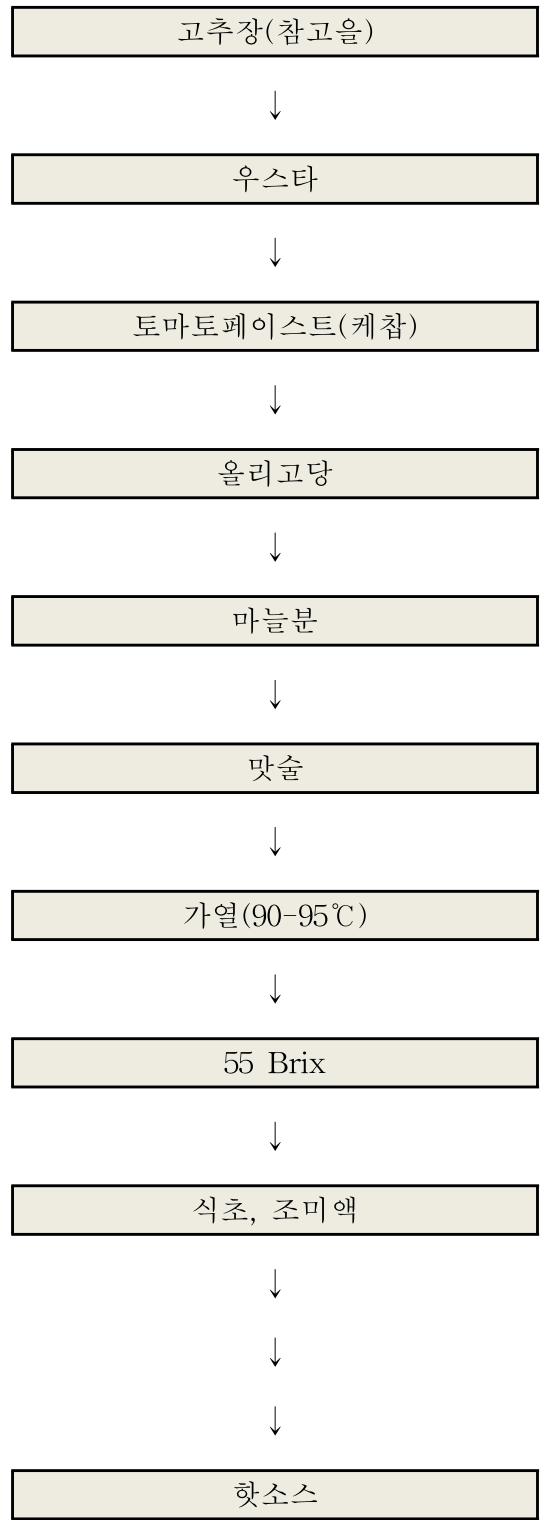 고추장(참고을)
↓
우스타
↓
토마토페이스트(케찹)
↓
올리고당
↓
마늘분
↓
맛술
↓
가열(90-95℃)
↓
55 Brix
↓
식초, 조미액
↓
↓
↓
핫소스